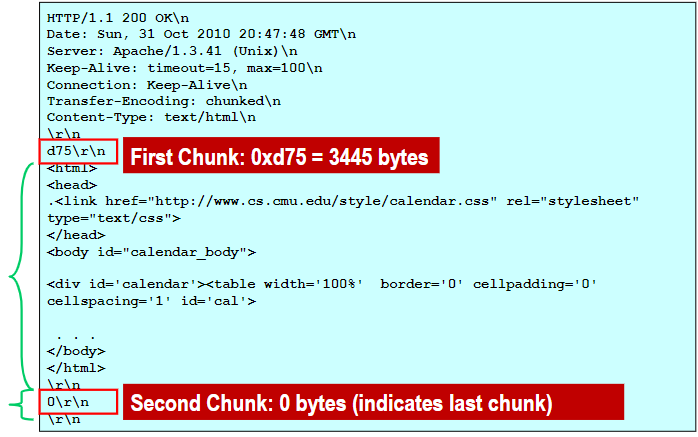 HTTP/1.1 200 OK\n
Date: Sun, 31 Oct 2010 20:47:48 GMT\n
Server: Apache/1.3.41 (Unix)\n
Keep-Alive: timeout=15, max=100\n
Connection: Keep-Alive\n
Transfer-Encoding: chunked\n
Content-Type: text/html\n
\r\n
d75\r\n First Chunk: 0xd75 = 3445 bytes
<html>
<head>
.<link href="http://www.cs.cmu.edu/style/calendar.css" rel="stylesheet"
type="text/css">
</head>
<body id="calendar_body">
<div id='calendar'><table width='100%' border='0' cellpadding='0'
cellspacing='1' id='cal'>
. . .
</body>
</html>
\r\n
0\r\n Second Chunk: 0 bytes (indicates last chunk)
\r\n